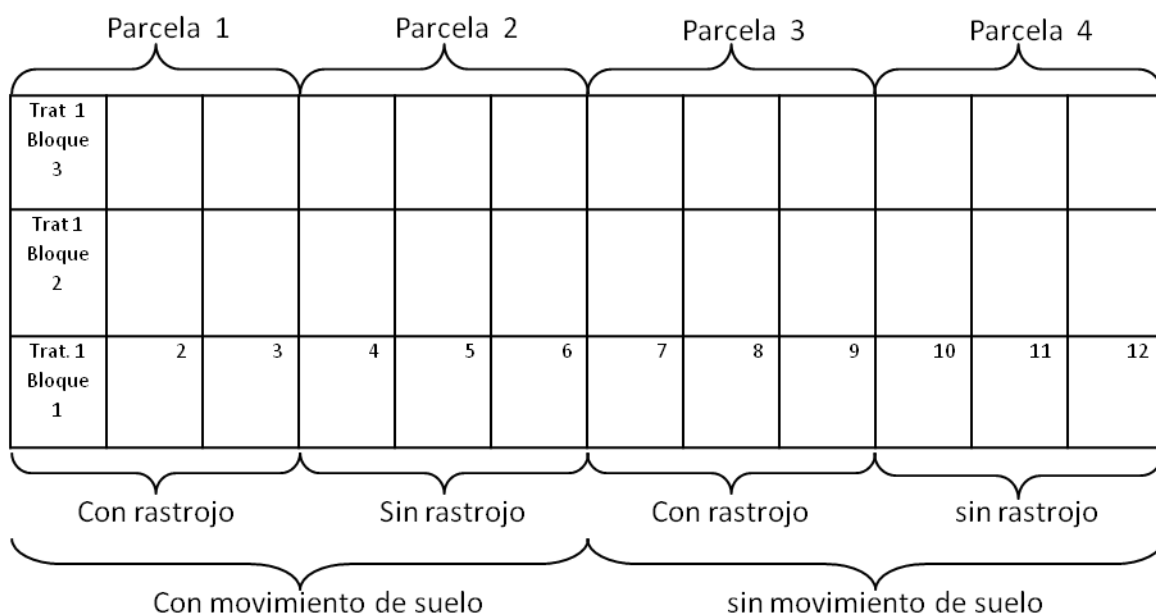 Parcela 1 Parcela 2 Parcela 3 Parcela 4
Trat 1
Bloque
3
Trat 1
Bloque
2
Trat. 1 2 3 4 5 6 7 8 9 10 11 12
Bloque
1
Con rastrojo Sin rastrojo Con rastrojo sin rastrojo
Con movimiento de suelo sin movimiento de suelo